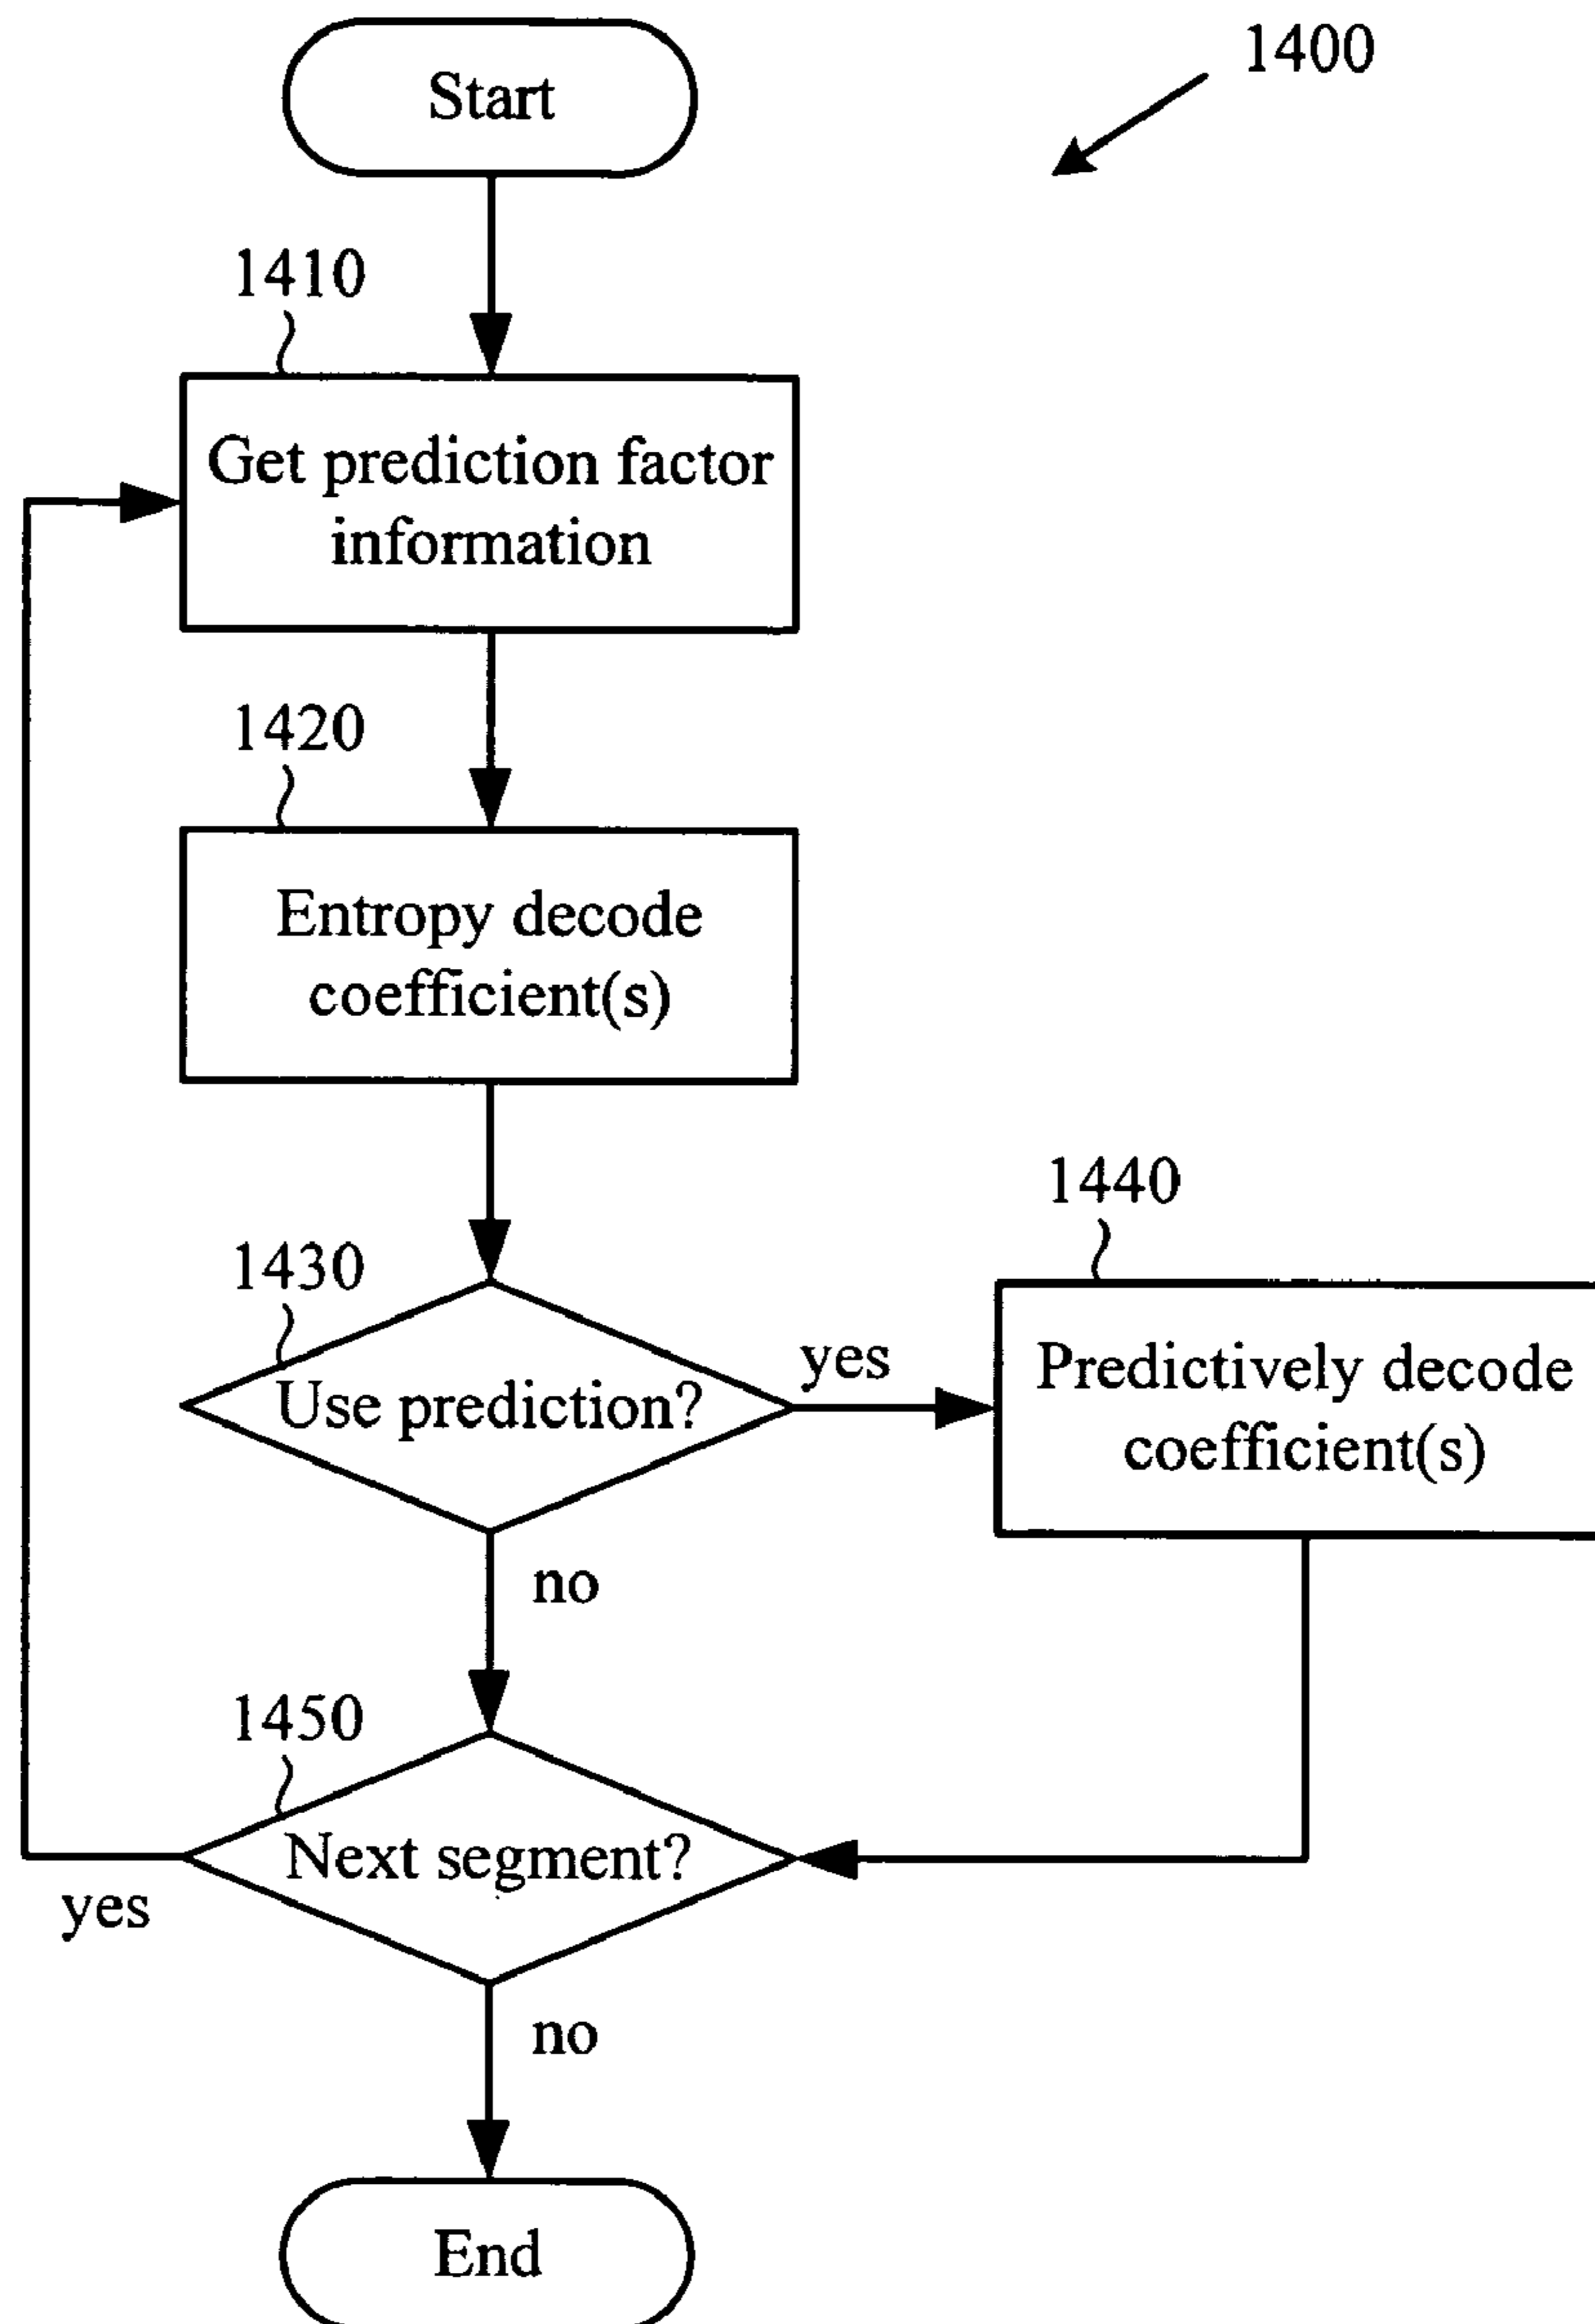 Start
1400
1410
Get prediction factor
information
1420
Entropy decode
coefficient(s)
1430
Use prediction?
yes
1440
Predictively decode
coefficient(s)
no
1450
Next segment?
yes
no
End